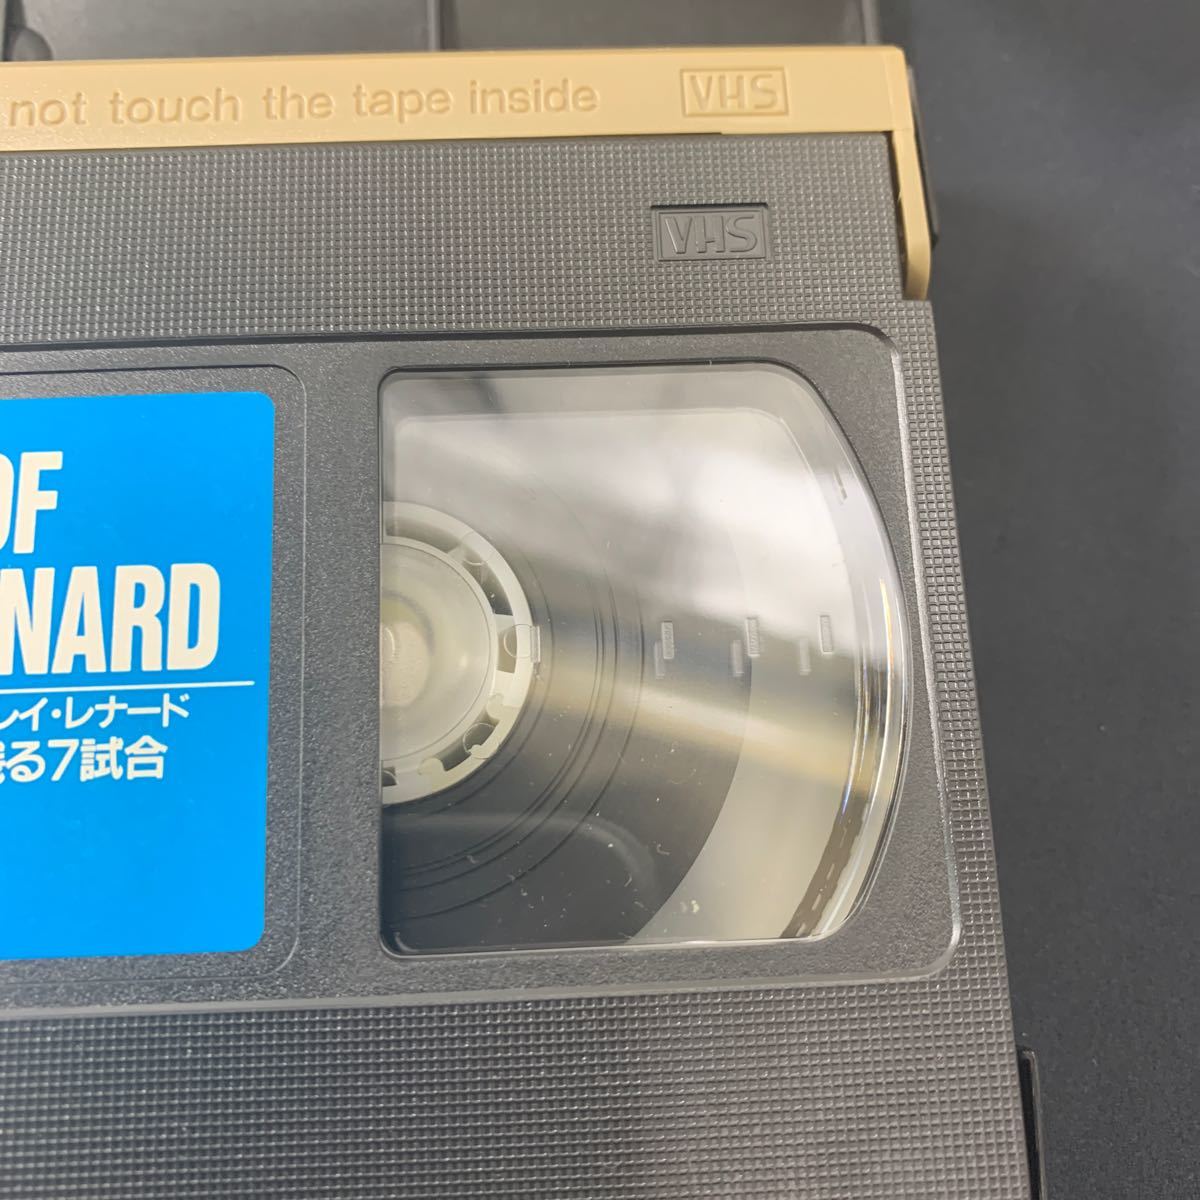 not touch the tape inside VHS
VHS
OF
NARD
レイ・レナード
残る7試合